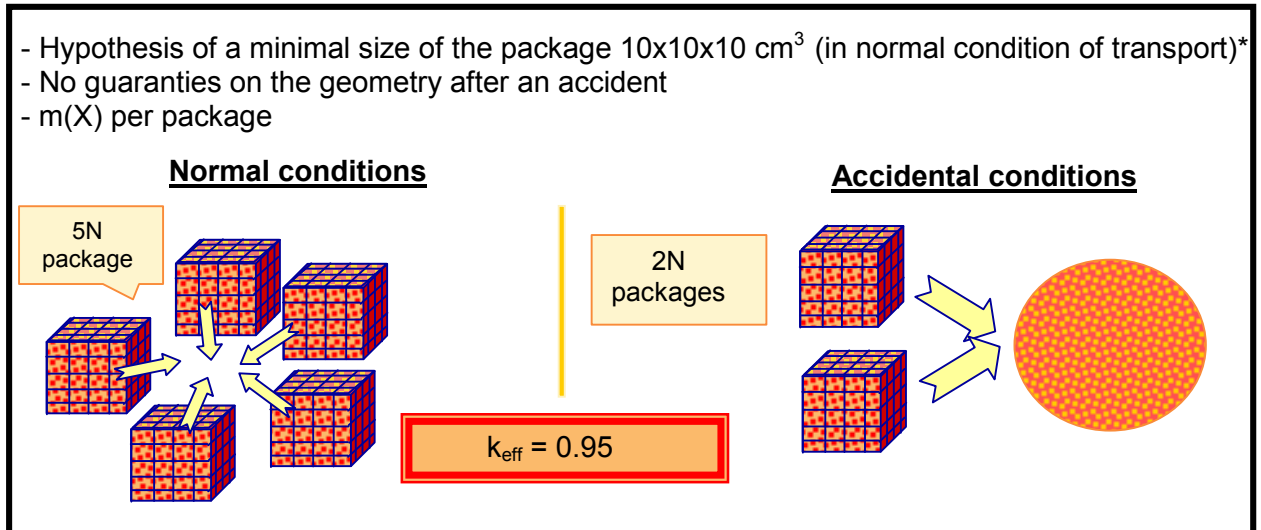 - Hypothesis of a minimal size of the package 10x10x10 cm³ (in normal condition of transport)*
- No guaranties on the geometry after an accident
- m(X) per package
Normal conditions
Accidental conditions
5N
package
2N
packages
keff = 0.95